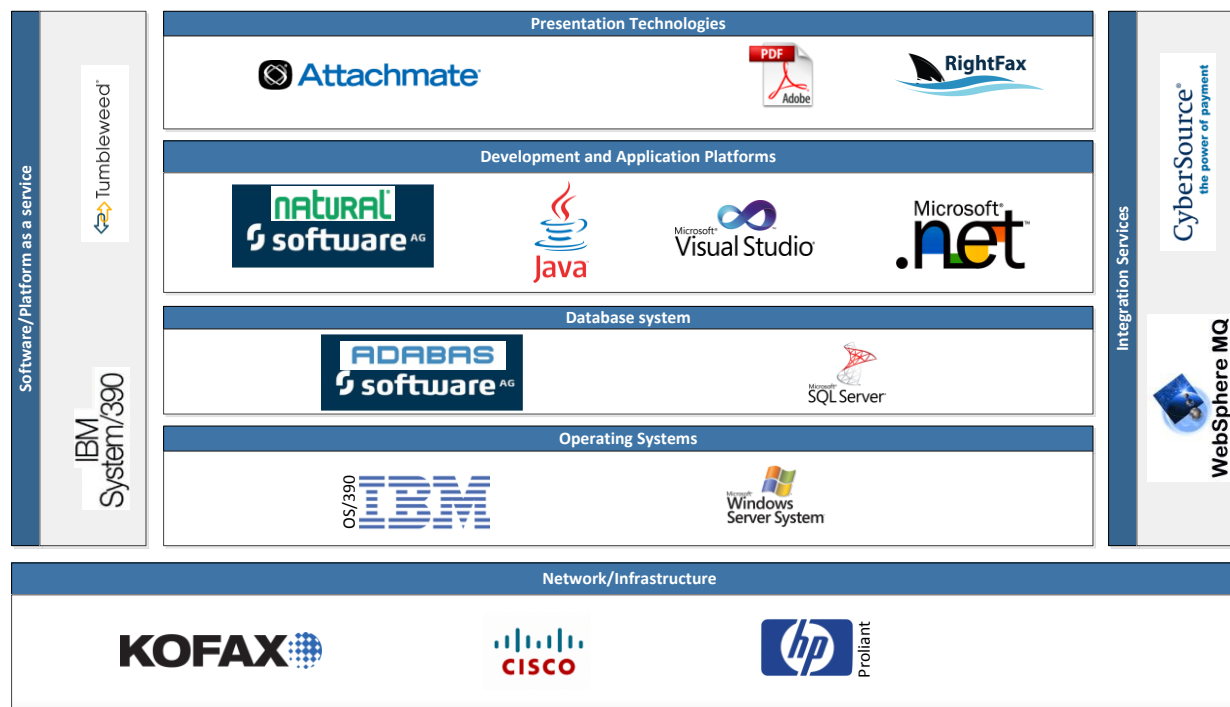 Software/Platform as a service
Tumbleweed®
IBM
System/390
Presentation Technologies
Attachmate®
PDF
Adobe
RightFax
Development and Application Platforms
natural
software AG
Java
Microsoft®
Visual Studio®
Microsoft®
.net™
Database system
ADABAS
software AG
Microsoft®
SQL Server®
Operating Systems
OS/390
IBM
Microsoft®
Windows
Server System
Integration Services
CyberSource®
the power of payment
WebSphere MQ
Network/Infrastructure
KOFAX
CISCO
hp
Proliant